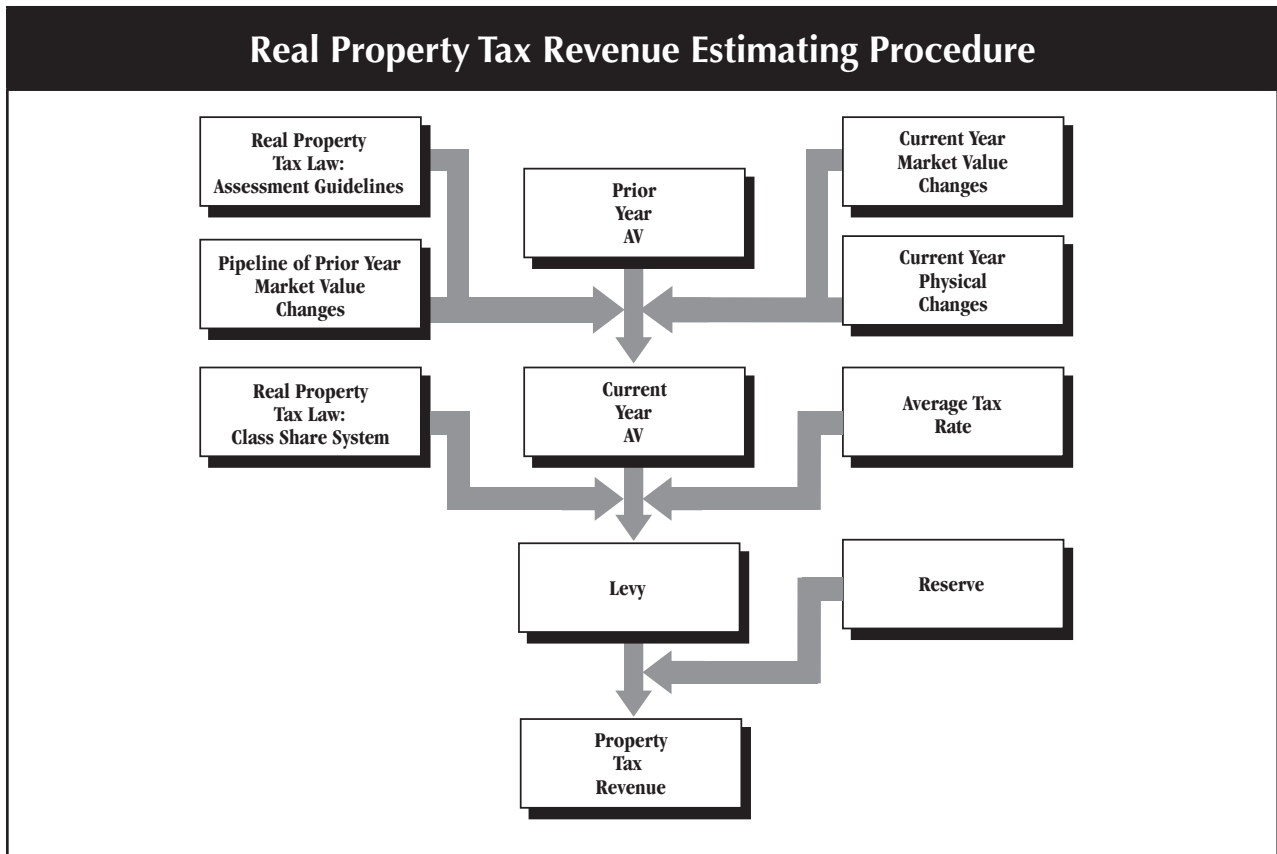 Real Property Tax Revenue Estimating Procedure
Real Property
Tax Law:
Assessment Guidelines
Prior
Year
AV
Current Year
Market Value
Changes
Pipeline of Prior Year
Market Value
Changes
Current Year
Physical
Changes
Real Property
Tax Law:
Class Share System
Current
Year
AV
Average Tax
Rate
Levy
Reserve
Property
Tax
Revenue